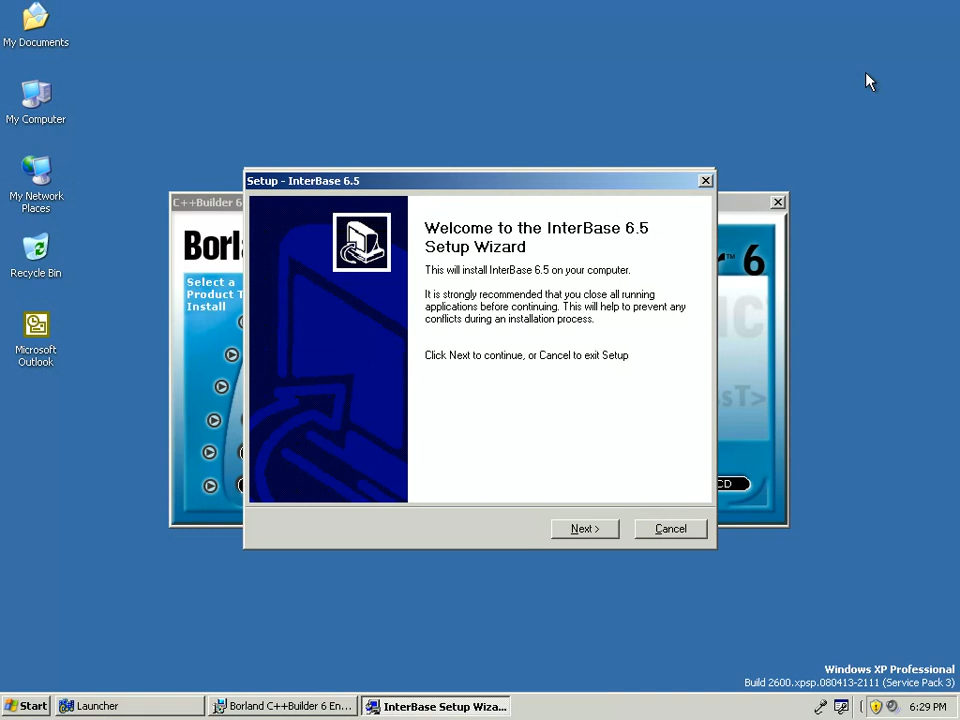 My Documents
My Computer
My Network
Places
Recycle Bin
Microsoft
Outlook
C++Builder 6
Select a
Install
6
Setup - InterBase 6.5
Welcome to the InterBase 6.5
Setup Wizard
This will install InterBase 6.5 on your computer.
It is strongly recommended that you close all running
applications before continuing. This will help to prevent any
conflicts during an installation process.
Click Next to continue, or Cancel to exit Setup
Next >
Cancel
CD
Windows XP Professional
Build 2600.xpsp.080413-2111 (Service Pack 3)
Start
Launcher
Borland C++Builder 6 En...
InterBase Setup Wiza...
6:29 PM